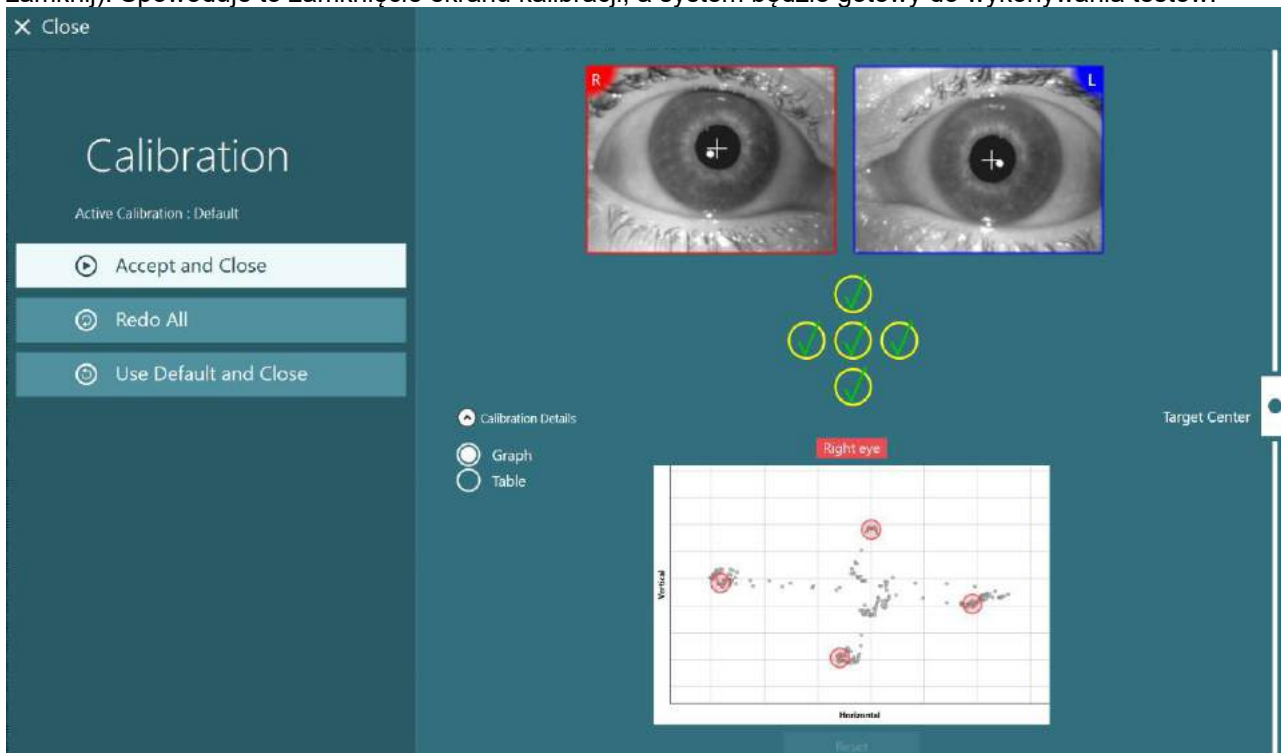 zamknij). Spowoduje to zamknięcie ekranu kalibracji, a system będzie gotowy do wykonywania testów.
Close
Calibration
Active Calibration : Default
Accept and Close
Redo All
Use Default and Close
R
L
Calibration Details
Graph
Table
Target Center
Right eye
Vertical
Horizontal
Reset